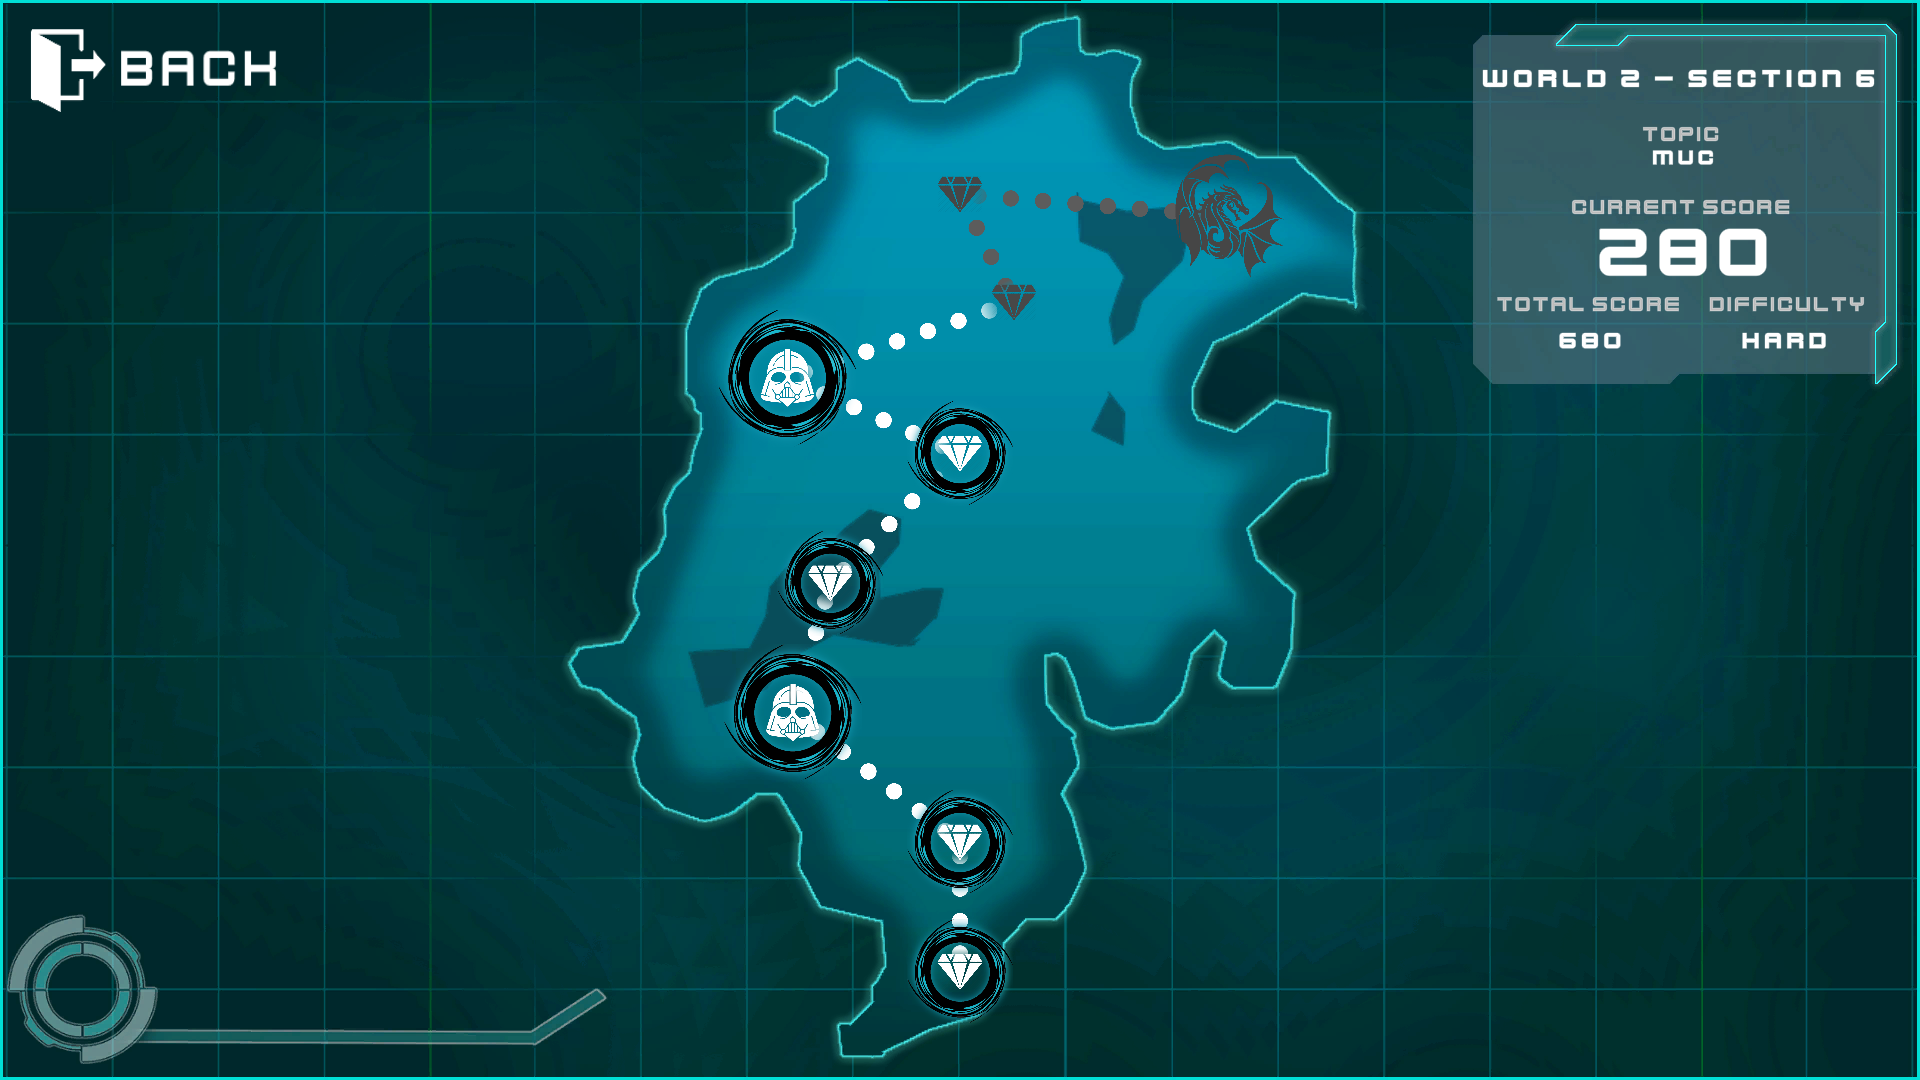 BACK
WORLD 2 - SECTION 6
TOPIC
MUC
CURRENT SCORE
280
TOTAL SCORE DIFFICULTY
680 HARD